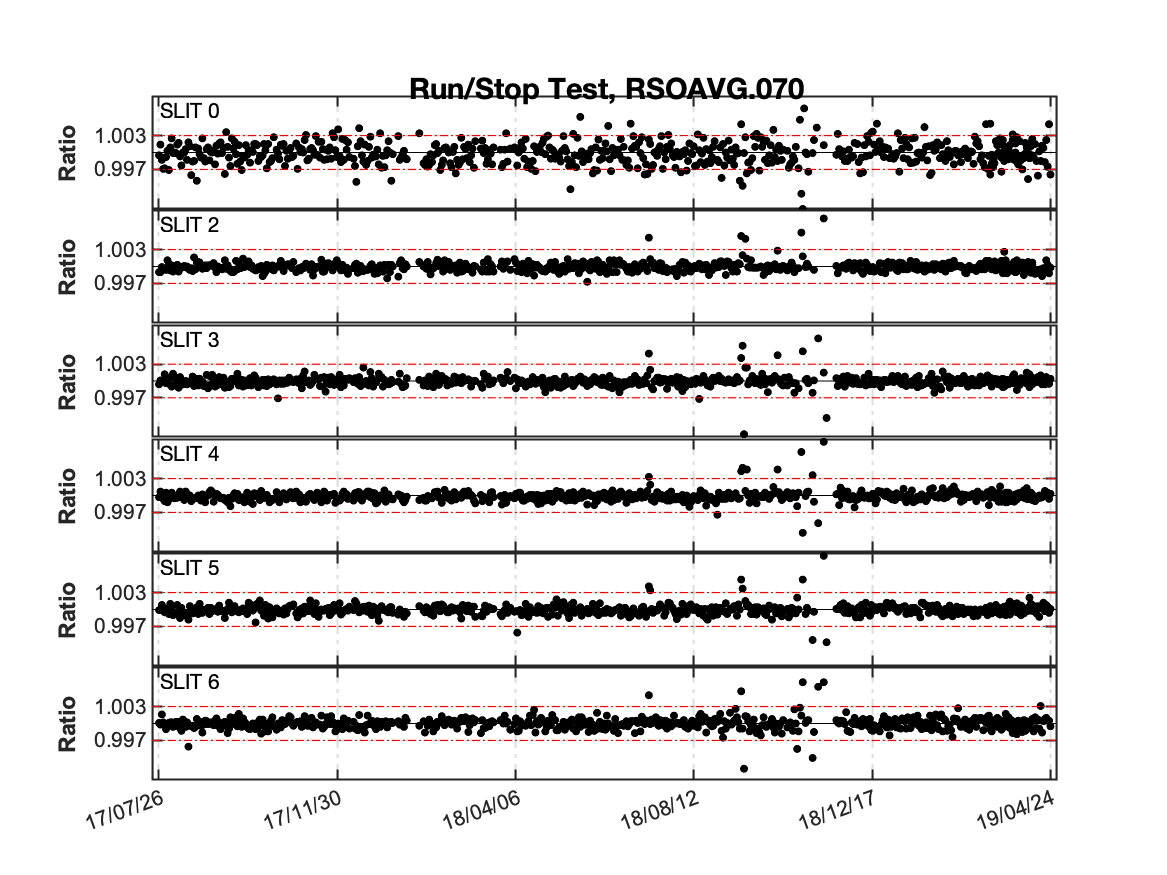 Run/Stop Test, RSOAVG.070
SLIT 0
Ratio
1.003
0.997
SLIT 2
Ratio
1.003
0.997
SLIT 3
Ratio
1.003
0.997
SLIT 4
Ratio
1.003
0.997
SLIT 5
Ratio
1.003
0.997
SLIT 6
Ratio
1.003
0.997
17/07/26 17/11/30 18/04/06 18/08/12 18/12/17 19/04/24